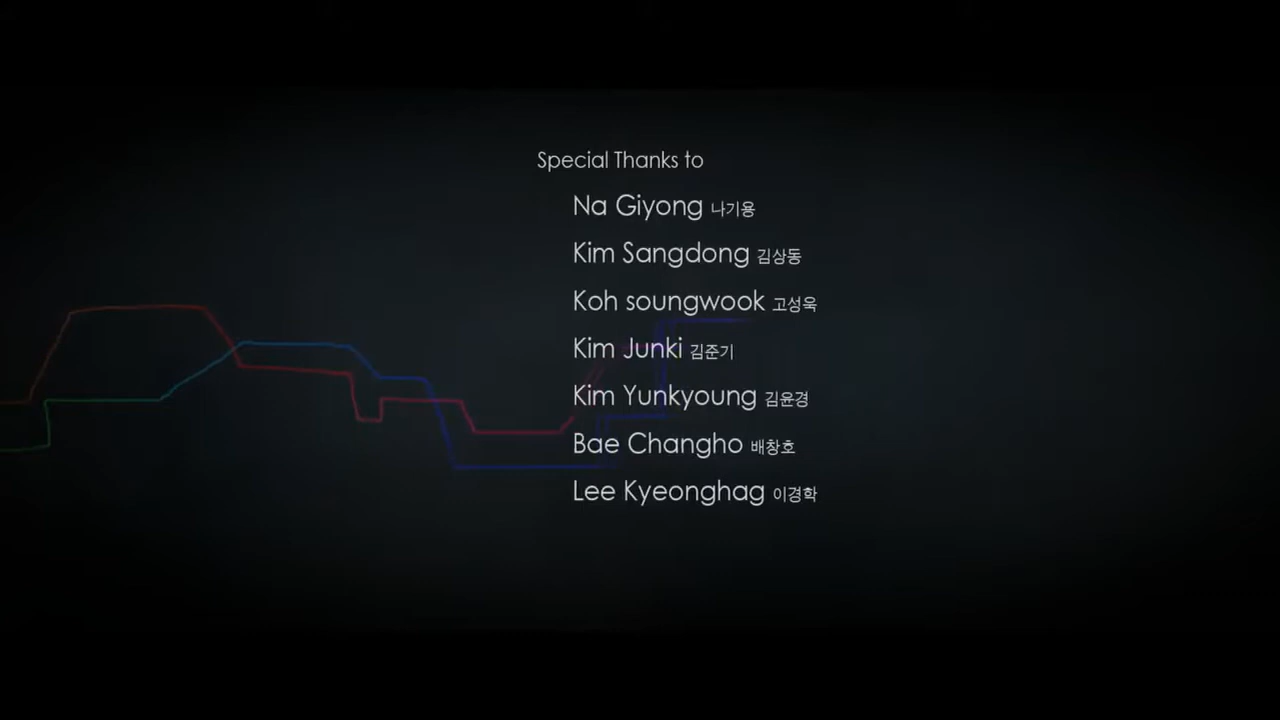 Special Thanks to
Na Giyong 나기용
Kim Sangdong 김상동
Koh soungwook 고성욱
Kim Junki 김준기
Kim Yunkyoung 김윤경
Bae Changho 배창호
Lee Kyeonghag 이경학